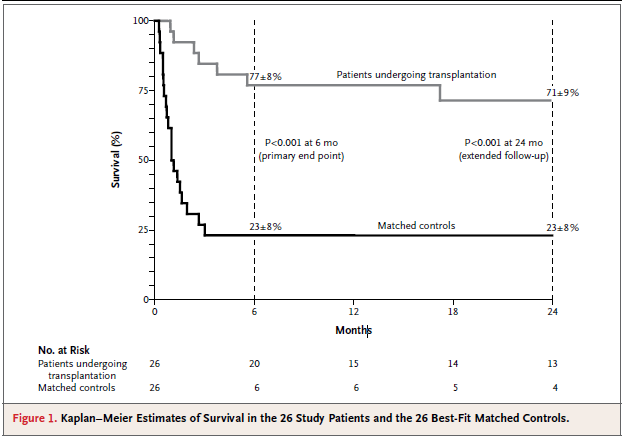 100
75
50
25
0
Survival (%)
77±8%
Patients undergoing transplantation
71±9%
P<0.001 at 6 mo
(primary end point)
P<0.001 at 24 mo
(extended follow-up)
23±8%
Matched controls
23±8%
0 6 12 18 24
Months
No. at Risk
Patients undergoing
transplantation
26 20 15 14 13
Matched controls 26 6 6 5 4
Figure 1. Kaplan–Meier Estimates of Survival in the 26 Study Patients and the 26 Best-Fit Matched Controls.